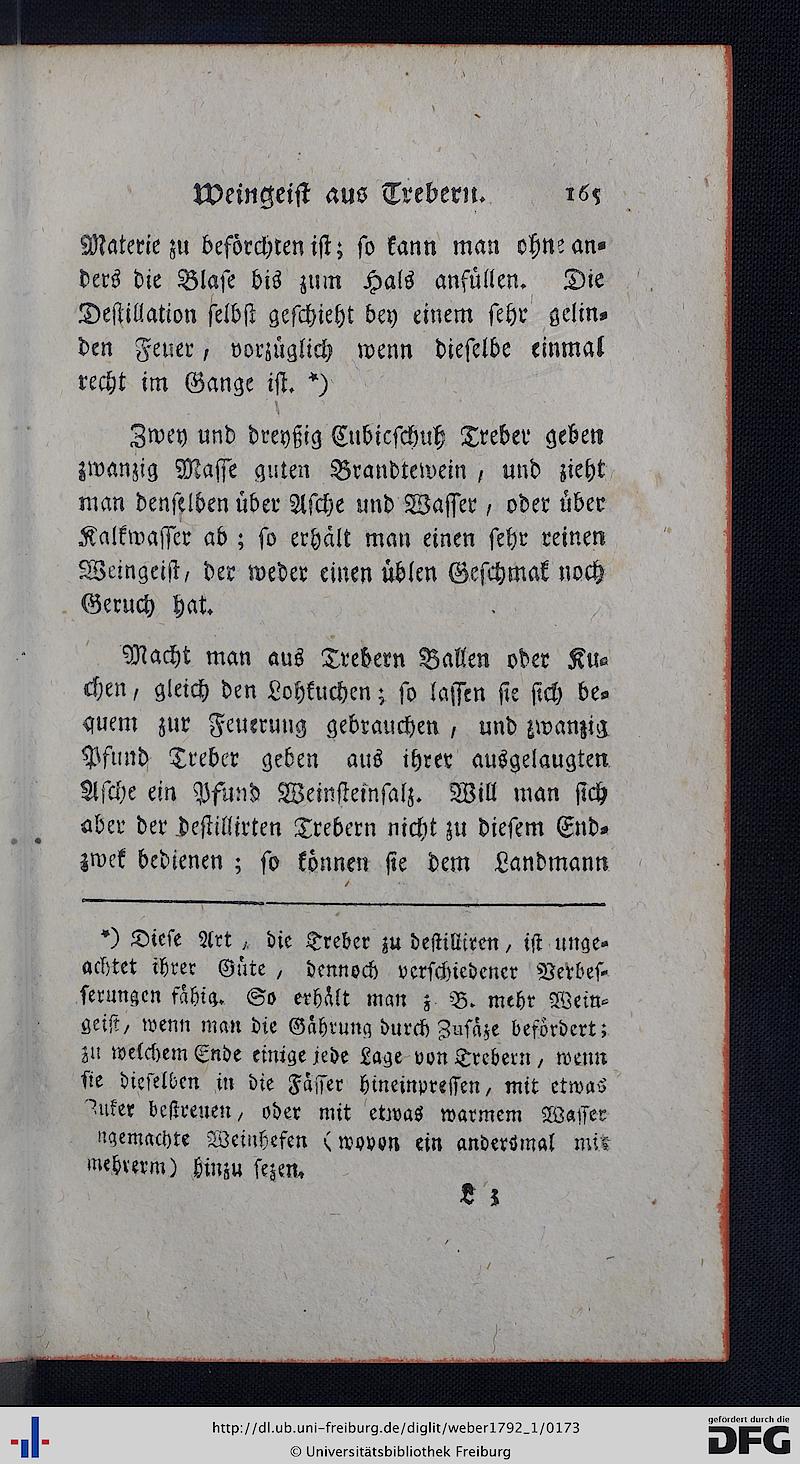 Weingeist aus Trebern. 165
Materie zu beförchten ist; so kann man ohne an-
ders die Blase bis zum Hals anfüllen. Die
Destillation selbst geschieht bey einem sehr gelin-
den Feuer, vorzüglich wenn dieselbe einmal
recht im Gange ist. *)
Zwey und dreyßig Cubicschuh Treber geben
zwanzig Masse guten Brandtewein, und zieht
man denselben über Asche und Wasser, oder über
Kalkwasser ab; so erhält man einen sehr reinen
Weingeist, der weder einen üblen Geschmak noch
Geruch hat.
Macht man aus Trebern Ballen oder Ku-
chen, gleich den Lohkuchen; so lassen sie sich be-
quem zur Feuerung gebrauchen, und zwanzig
Pfund Treber geben aus ihrer ausgelaugten
Asche ein Pfund Weinsteinsalz. Will man sich
aber der destillirten Trebern nicht zu diesem End-
zwek bedienen; so können sie dem Landmann
*) Diese Art, die Treber zu destilliren, ist unge-
achtet ihrer Güte, dennoch verschiedener Verbes-
serungen fähig. So erhält man z. B. mehr Wein-
geist, wenn man die Gährung durch Zusäze befördert;
zu welchem Ende einige jede Lage von Trebern, wenn
sie dieselben in die Fässer hineinpressen, mit etwas
Zuker bestreuen, oder mit etwas warmem Wasser
ngemachte Weinhefen (wovon ein andersmal mit
mehrerm) hinzu sezen.
L 3
http://dl.ub.uni-freiburg.de/diglit/weber1792_1/0173
© Universitätsbibliothek Freiburg
gefördert durch die
DFG